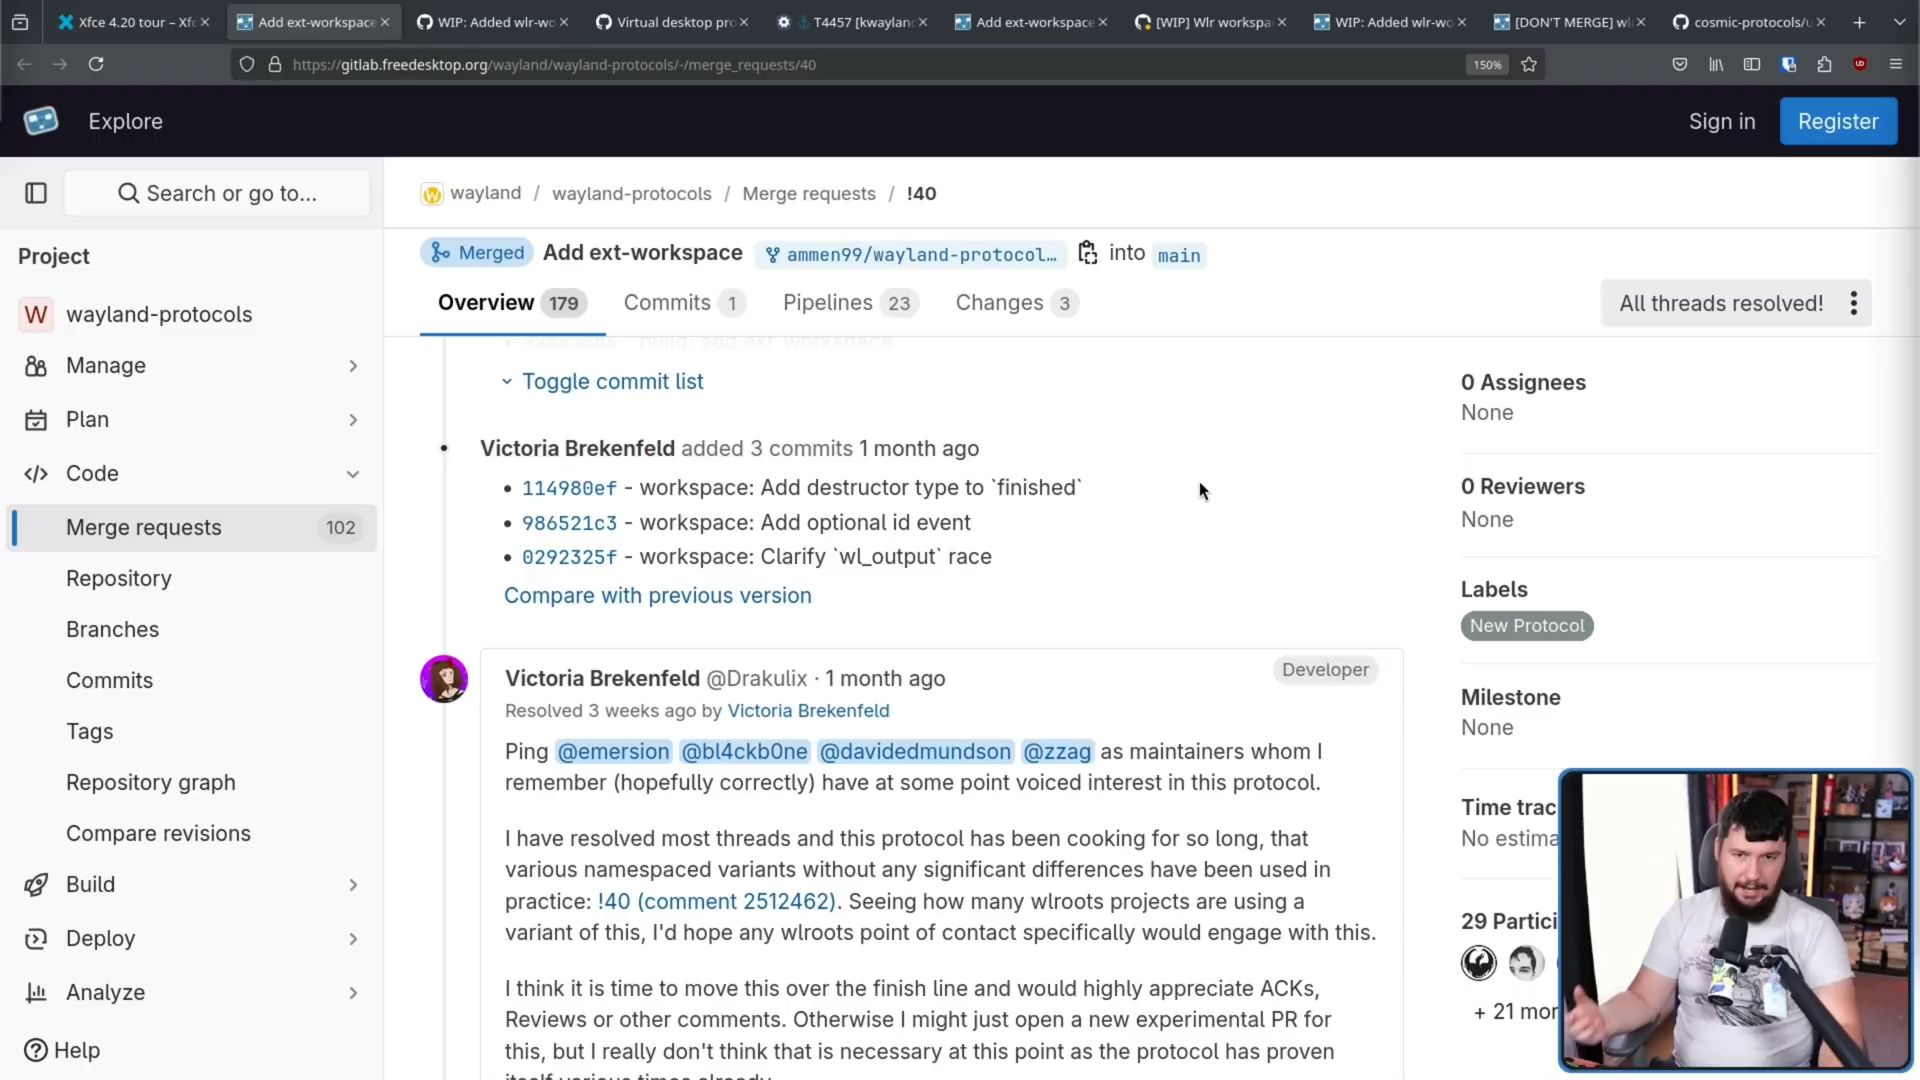 Xfce 4.20 tour – Xfc
Add ext-workspace
WIP: Added wlr-wo
Virtual desktop pro
T4457 [kwaylan
Add ext-workspace
[WIP] Wlr workspa
WIP: Added wlr-wo
[DON'T MERGE] wl
cosmic-protocols/u
https://gitlab.freedesktop.org/wayland/wayland-protocols/-/merge_requests/40
150%
Explore
Sign in
Register
Search or go to...
wayland / wayland-protocols / Merge requests / !40
Project
Merged Add ext-workspace ammen99/wayland-protocol… into main
W wayland-protocols
Overview 179
Commits 1
Pipelines 23
Changes 3
All threads resolved!
Manage
Plan
Code
Merge requests 102
Repository
Branches
Commits
Tags
Repository graph
Compare revisions
Build
Deploy
Analyze
Help
build: add ext workspace
Toggle commit list
Victoria Brekenfeld added 3 commits 1 month ago
• 114980ef - workspace: Add destructor type to `finished`
• 986521c3 - workspace: Add optional id event
• 0292325f - workspace: Clarify `wl_output` race
Compare with previous version
Victoria Brekenfeld @Drakulix · 1 month ago
Developer
Resolved 3 weeks ago by Victoria Brekenfeld
Ping @emersion @bl4ckb0ne @davidedmundson @zzag as maintainers whom I
remember (hopefully correctly) have at some point voiced interest in this protocol.
I have resolved most threads and this protocol has been cooking for so long, that
various namespaced variants without any significant differences have been used in
practice: !40 (comment 2512462). Seeing how many wlroots projects are using a
variant of this, I'd hope any wlroots point of contact specifically would engage with this.
I think it is time to move this over the finish line and would highly appreciate ACKs,
Reviews or other comments. Otherwise I might just open a new experimental PR for
this, but I really don't think that is necessary at this point as the protocol has proven
itself various times already.
0 Assignees
None
0 Reviewers
None
Labels
New Protocol
Milestone
None
Time trac
No estima
29 Partici
+ 21 mor